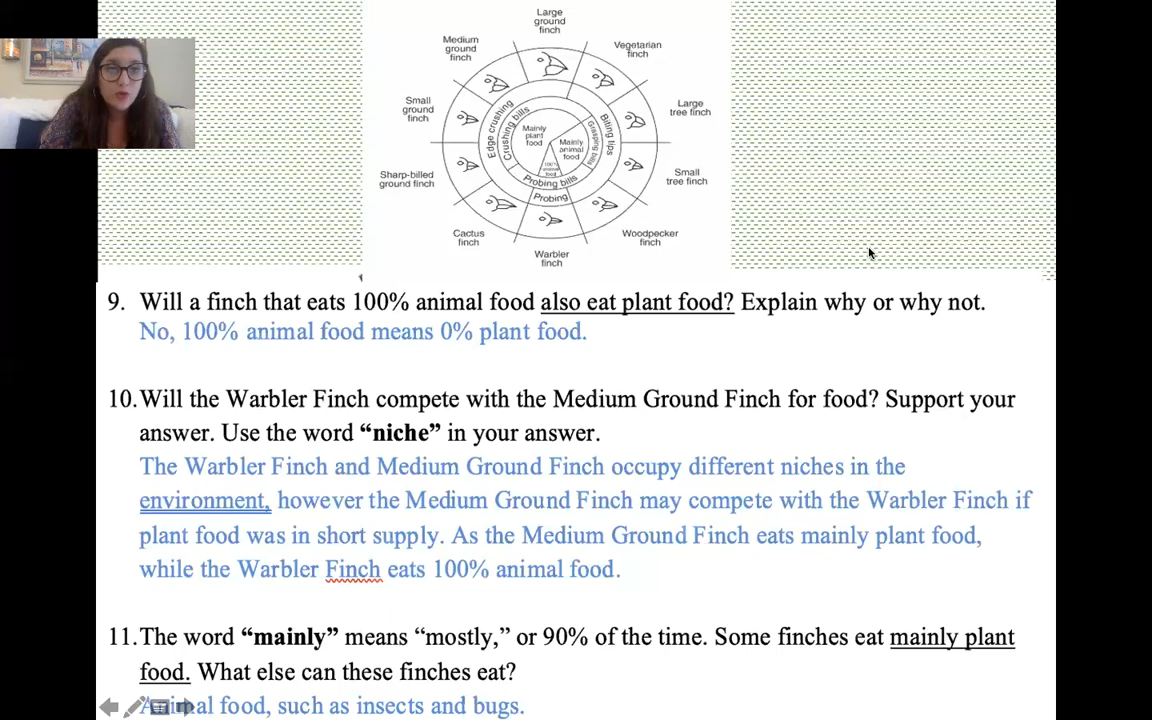 Large
ground
finch
Medium
ground
finch
Vegetarian
finch
Small
ground
finch
Large
tree finch
Edge crushing
Crushing bills
Biting tips
Grasping bills
Mainly
plant
food
Mainly
animal
food
100%
animal
food
Probing bills
Probing
Sharp-billed
ground finch
Small
tree finch
Cactus
finch
Woodpecker
finch
Warbler
finch
9. Will a finch that eats 100% animal food also eat plant food? Explain why or why not.
No, 100% animal food means 0% plant food.
10. Will the Warbler Finch compete with the Medium Ground Finch for food? Support your
answer. Use the word “niche” in your answer.
The Warbler Finch and Medium Ground Finch occupy different niches in the
environment, however the Medium Ground Finch may compete with the Warbler Finch if
plant food was in short supply. As the Medium Ground Finch eats mainly plant food,
while the Warbler Finch eats 100% animal food.
11. The word “mainly” means “mostly,” or 90% of the time. Some finches eat mainly plant
food. What else can these finches eat?
Animal food, such as insects and bugs.